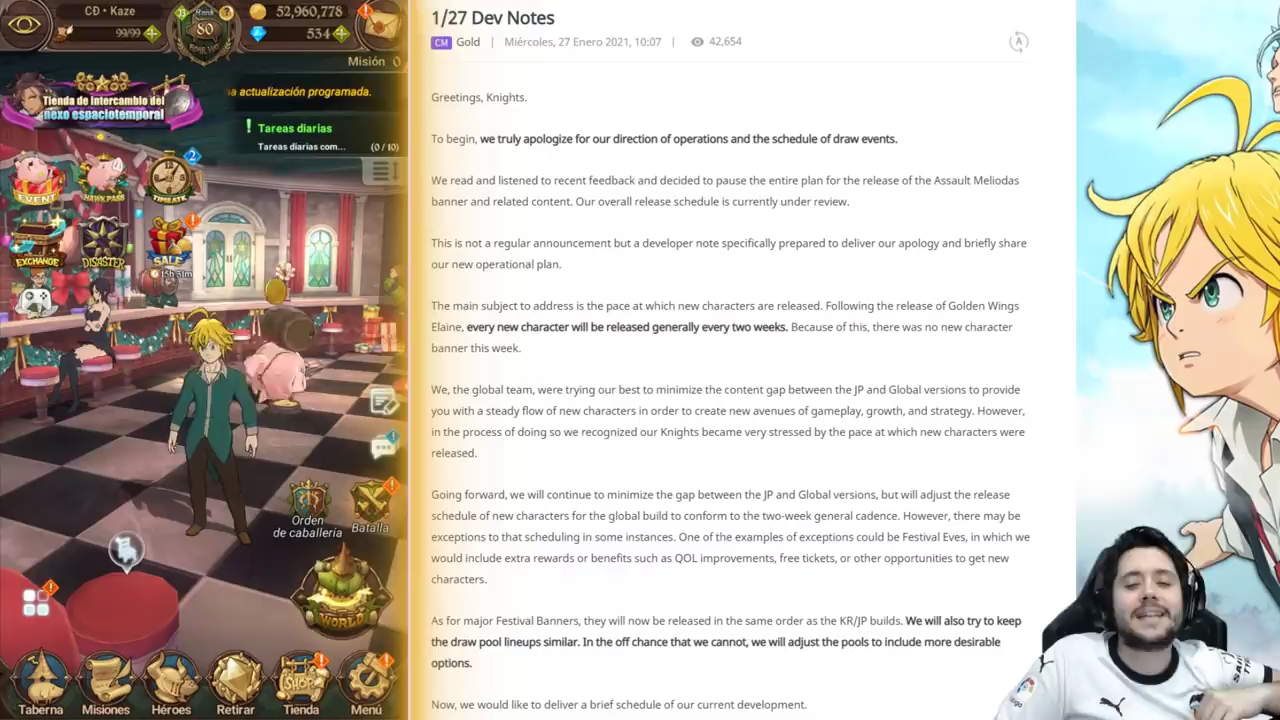 CĐ • Kaze
99/99
33
Rank
80
52,960,778
534
Misión
Tienda de intercambio del
nexo espaciotemporal
a actualización programada.
! Tareas diarias
Tareas diarias com... (0/10)
EVENT
HAWK PASS
2
EXCHANGE
DISASTER
SALE
15h 31m
Orden
de caballería
Batalla
WORLD
Taberna
Misiones
Héroes
Retirar
SHOP
Tienda
Menú
1/27 Dev Notes
CM Gold | Miércoles, 27 Enero 2021, 10:07 | 42,654
A
Greetings, Knights.
To begin, we truly apologize for our direction of operations and the schedule of draw events.
We read and listened to recent feedback and decided to pause the entire plan for the release of the Assault Meliodas
banner and related content. Our overall release schedule is currently under review.
This is not a regular announcement but a developer note specifically prepared to deliver our apology and briefly share
our new operational plan.
The main subject to address is the pace at which new characters are released. Following the release of Golden Wings
Elaine, every new character will be released generally every two weeks. Because of this, there was no new character
banner this week.
We, the global team, were trying our best to minimize the content gap between the JP and Global versions to provide
you with a steady flow of new characters in order to create new avenues of gameplay, growth, and strategy. However,
in the process of doing so we recognized our Knights became very stressed by the pace at which new characters were
released.
Going forward, we will continue to minimize the gap between the JP and Global versions, but will adjust the release
schedule of new characters for the global build to conform to the two-week general cadence. However, there may be
exceptions to that scheduling in some instances. One of the examples of exceptions could be Festival Eves, in which we
would include extra rewards or benefits such as QOL improvements, free tickets, or other opportunities to get new
characters.
As for major Festival Banners, they will now be released in the same order as the KR/JP builds. We will also try to keep
the draw pool lineups similar. In the off chance that we cannot, we will adjust the pools to include more desirable
options.
Now, we would like to deliver a brief schedule of our current development.